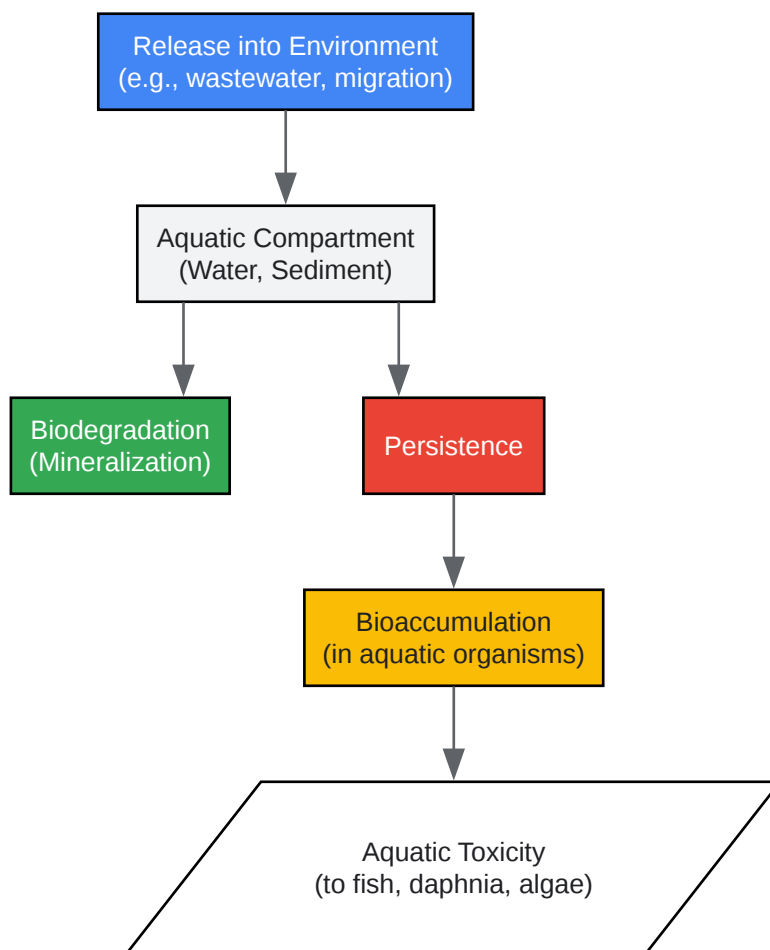 Release into Environment
(e.g., wastewater, migration)
Aquatic Compartment
(Water, Sediment)
Biodegradation
(Mineralization)
Persistence
Bioaccumulation
(in aquatic organisms)
Aquatic Toxicity
(to fish, daphnia, algae)